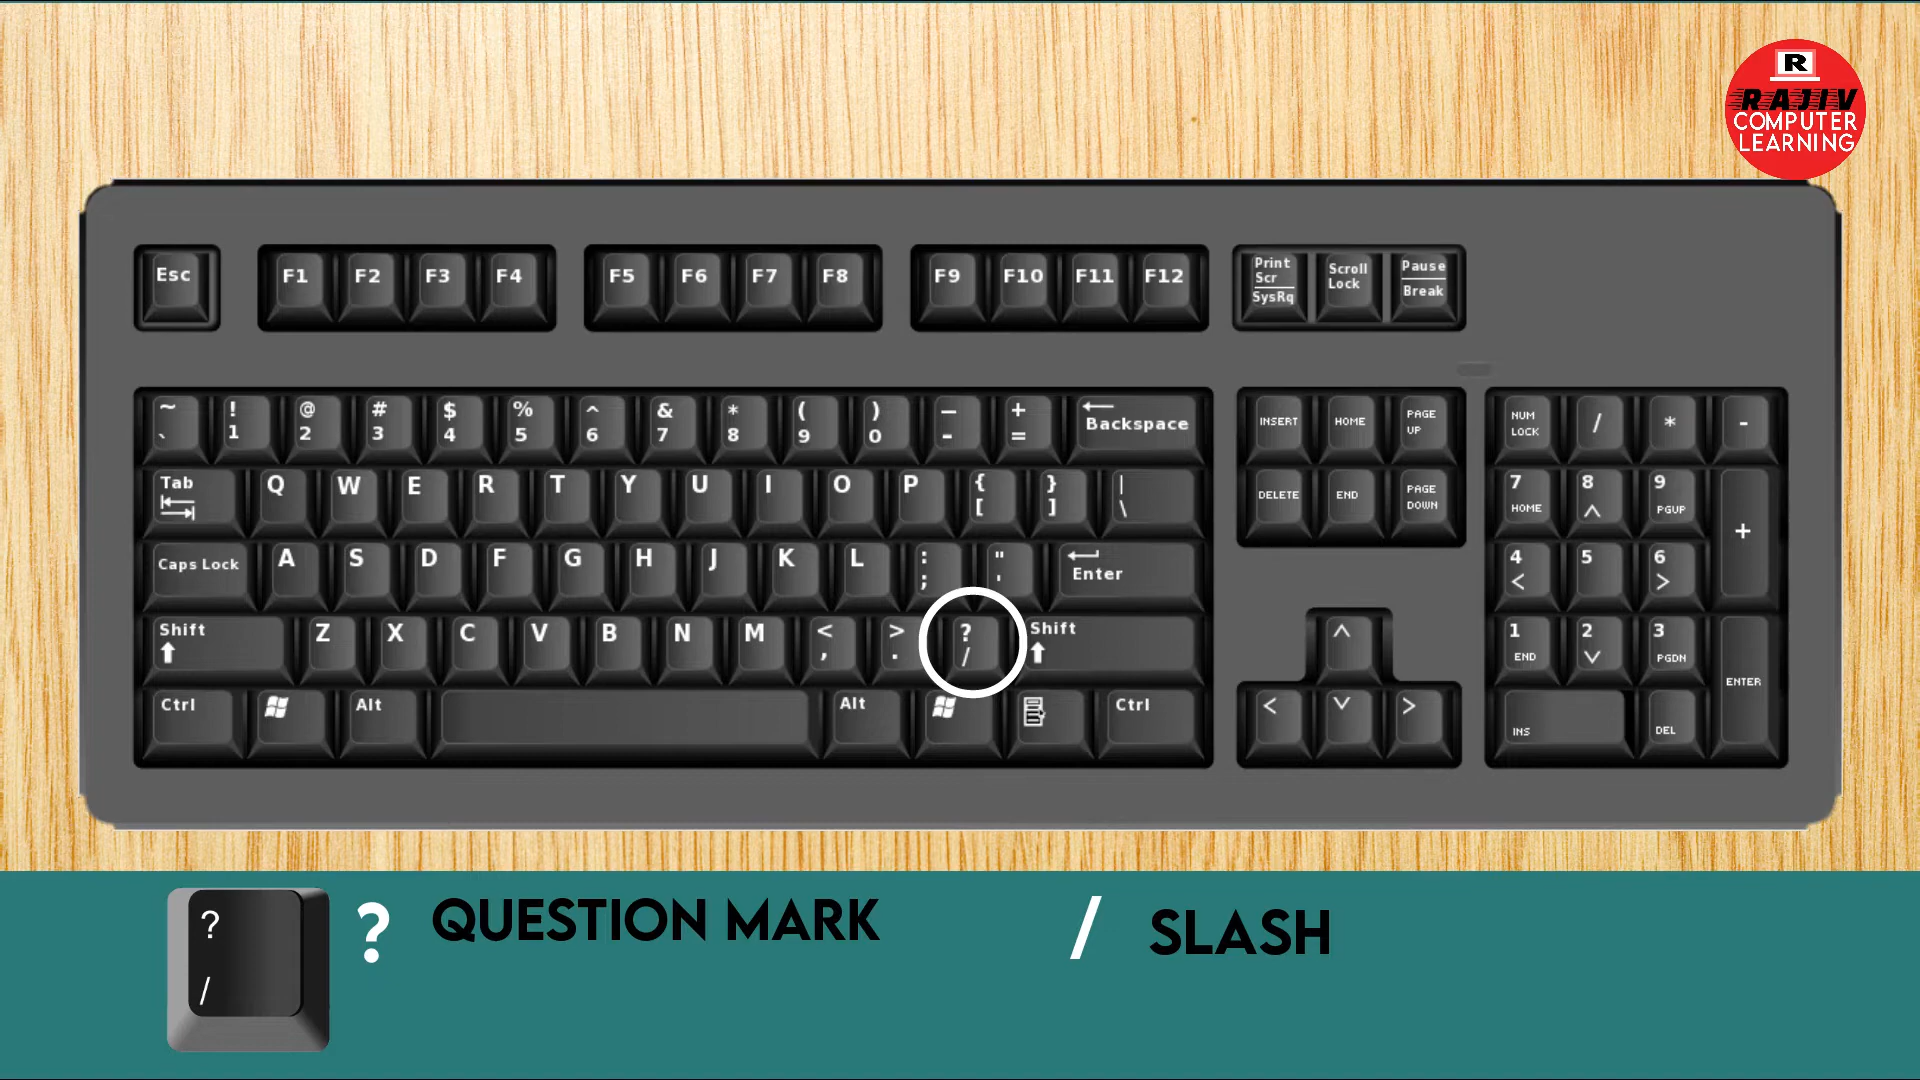 R
RAJIV
COMPUTER
LEARNING
Esc F1 F2 F3 F4 F5 F6 F7 F8 F9 F10 F11 F12 Print Scr SysRq Scroll Lock Pause Break
~ ` ! 1 @ 2 # 3 $ 4 % 5 ^ 6 & 7 * 8 ( 9 ) 0 – - + = Backspace INSERT HOME PAGE UP NUM LOCK / * -
Tab Q W E R T Y U I O P { [ } ] | \ DELETE END PAGE DOWN 7 HOME 8 ^ 9 PGUP +
Caps Lock A S D F G H J K L : ; " ' Enter 4 < 5 6 >
Shift Z X C V B N M < , > . ? / Shift ^ 1 END 2 v 3 PGDN ENTER
Ctrl Alt Alt Ctrl < v > INS DEL
? ? QUESTION MARK / SLASH
/